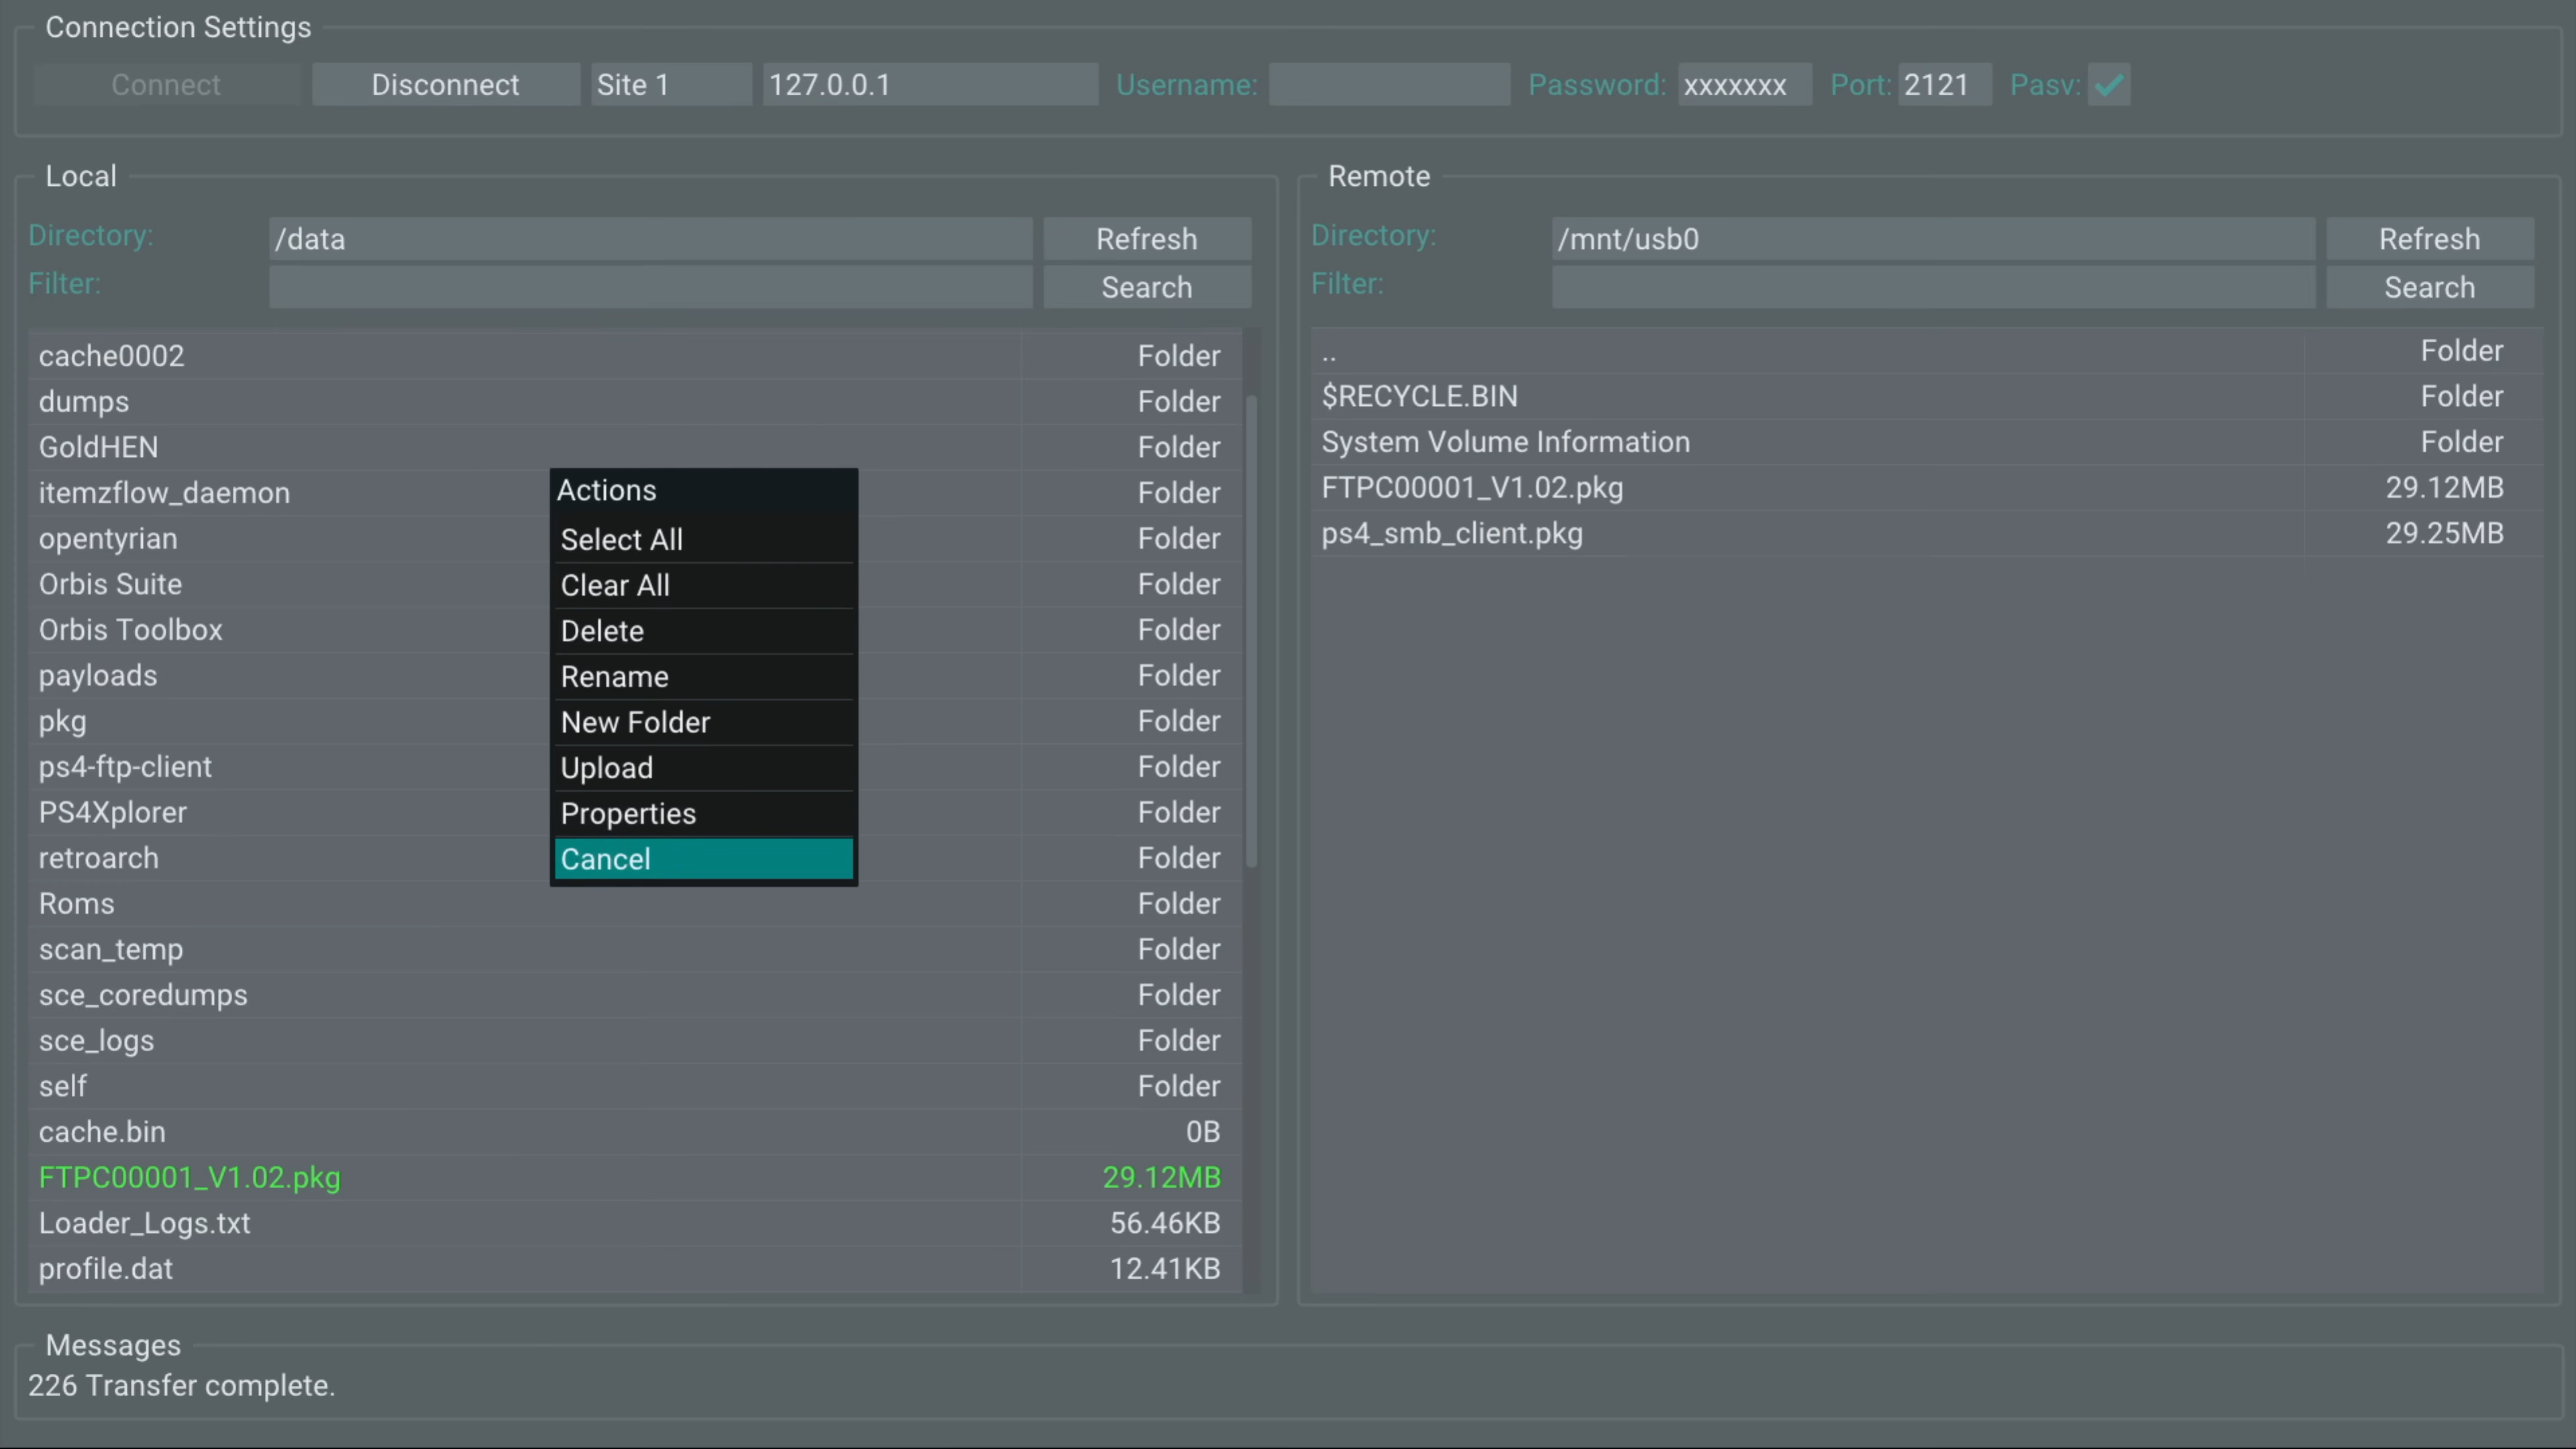 Connection Settings
Connect Disconnect Site 1 127.0.0.1 Username: Password: xxxxxxx Port: 2121 Pasv:
Local
Directory: /data Refresh
Filter: Search
cache0002 Folder
dumps Folder
GoldHEN Folder
itemzflow_daemon Folder
opentyrian Folder
Orbis Suite Folder
Orbis Toolbox Folder
payloads Folder
pkg Folder
ps4-ftp-client Folder
PS4Xplorer Folder
retroarch Folder
Roms Folder
scan_temp Folder
sce_coredumps Folder
sce_logs Folder
self Folder
cache.bin 0B
FTPC00001_V1.02.pkg 29.12MB
Loader_Logs.txt 56.46KB
profile.dat 12.41KB
Actions
Select All
Clear All
Delete
Rename
New Folder
Upload
Properties
Cancel
Remote
Directory: /mnt/usb0 Refresh
Filter: Search
.. Folder
$RECYCLE.BIN Folder
System Volume Information Folder
FTPC00001_V1.02.pkg 29.12MB
ps4_smb_client.pkg 29.25MB
Messages
226 Transfer complete.